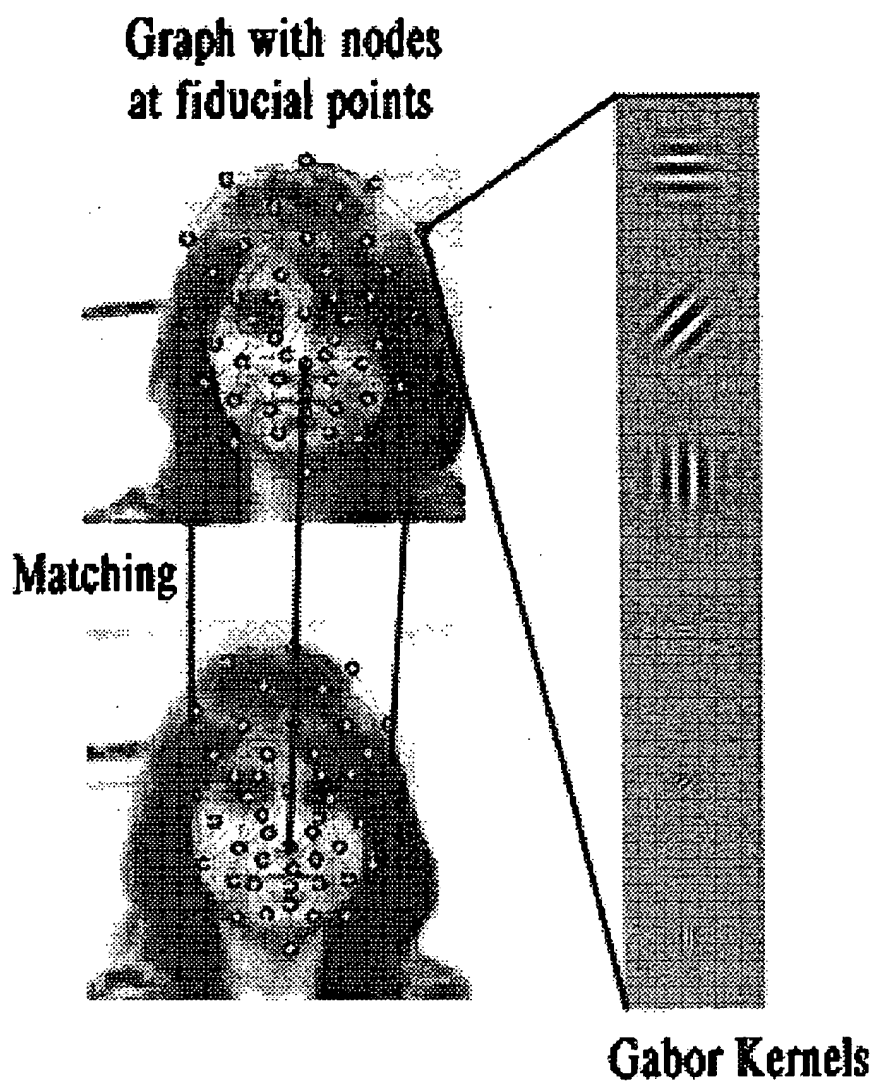 Graph with nodes
at fiducial points
Matching
Gabor Kernels